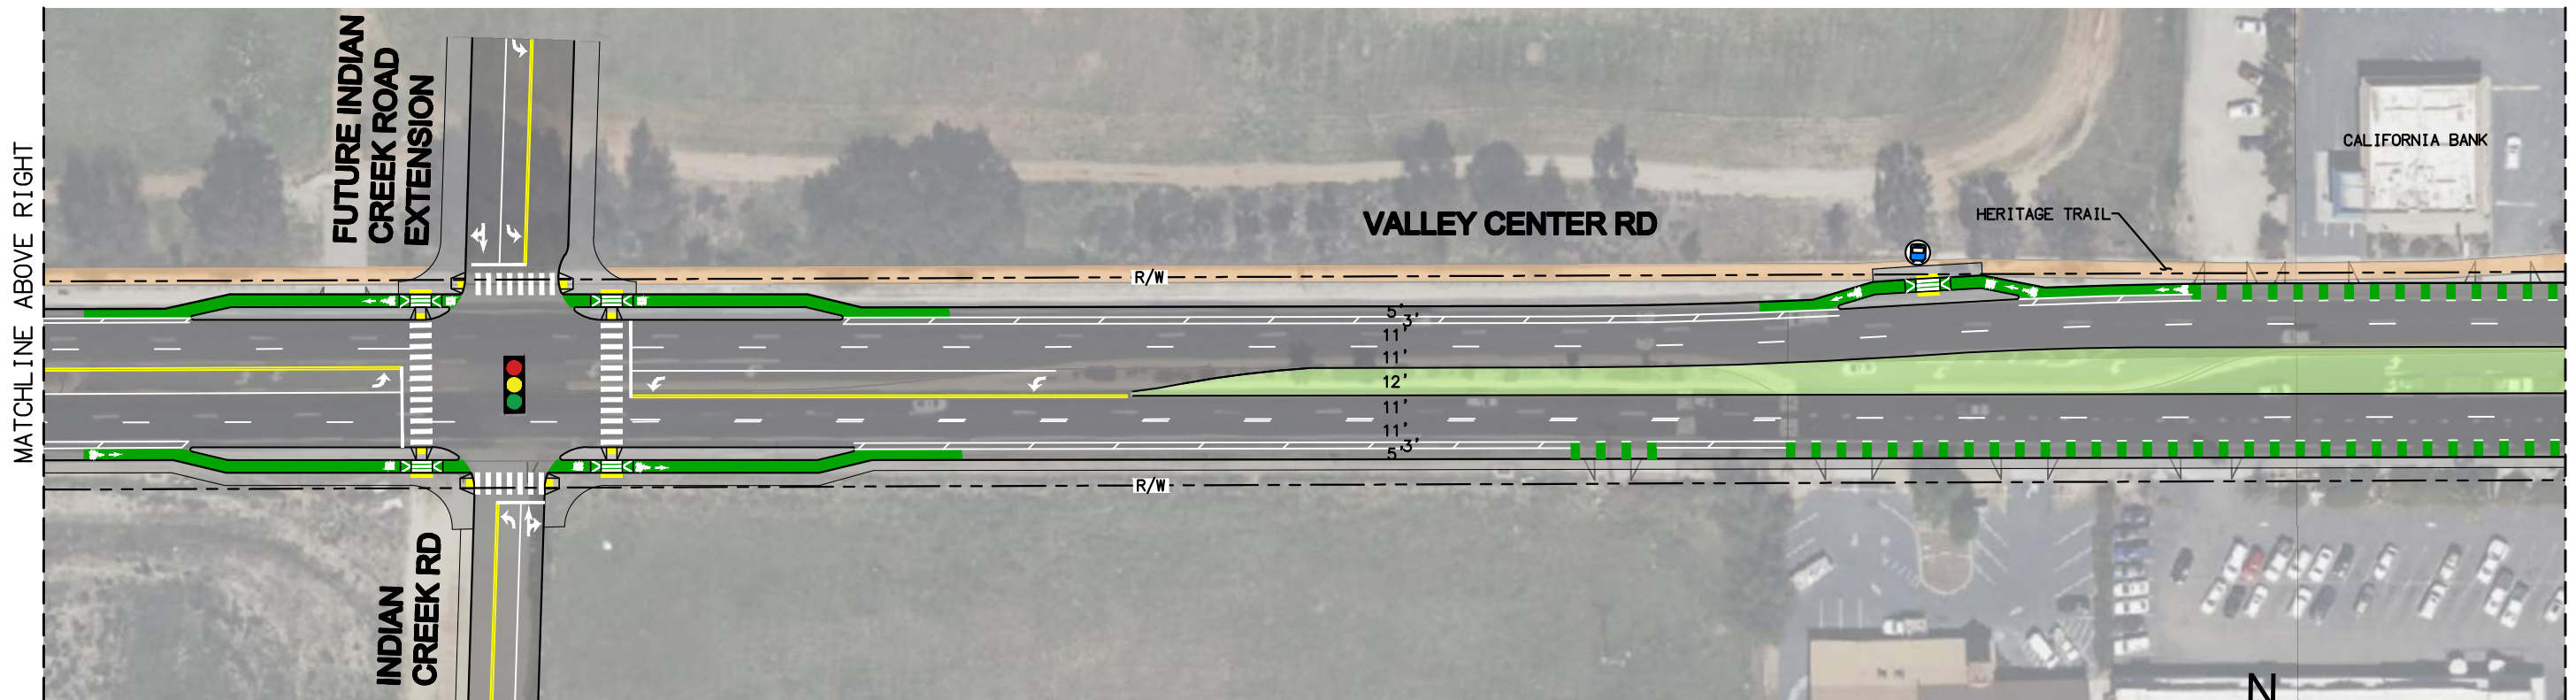 MATCHLINE ABOVE RIGHT
FUTURE INDIAN
CREEK ROAD
EXTENSION
VALLEY CENTER RD
HERITAGE TRAIL
CALIFORNIA BANK
R/W
5'
3'
11'
11'
12'
11'
11'
3'
5'
R/W
INDIAN
CREEK RD
N